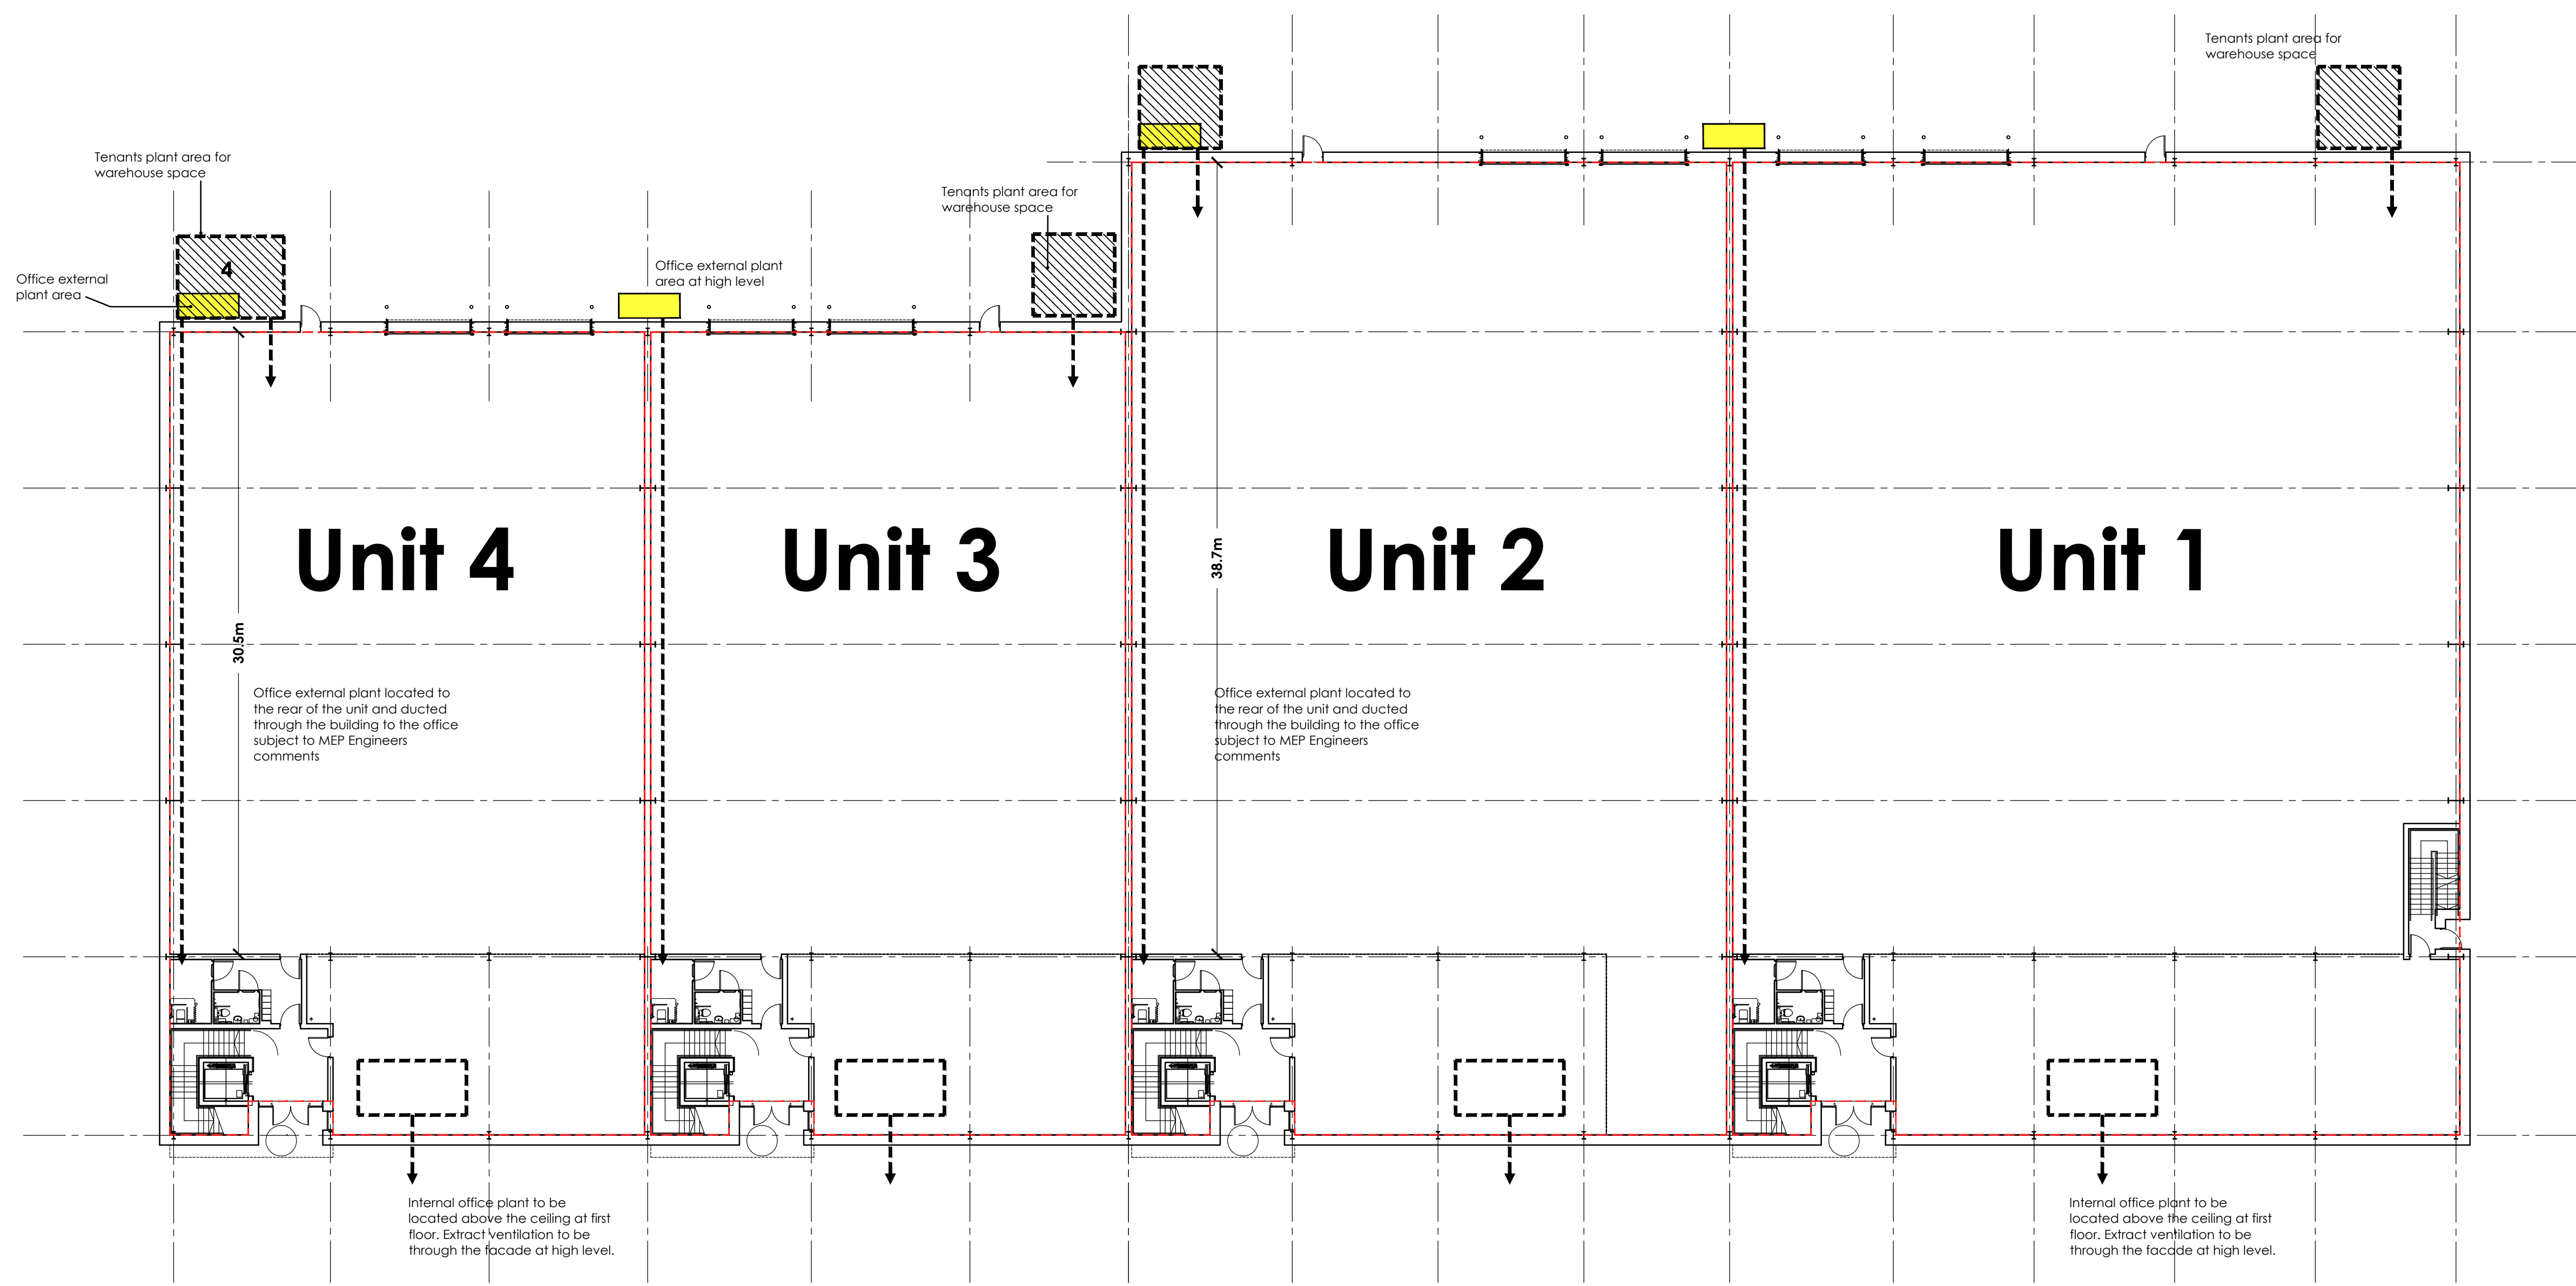 Tenants plant area for
warehouse space
Tenants plant area for
warehouse space
Tenants plant area for
warehouse space
4
Office external
plant area
Office external plant
area at high level
Unit 4
Unit 3
Unit 2
Unit 1
30.5m
38.7m
Office external plant located to
the rear of the unit and ducted
through the building to the office
subject to MEP Engineers
comments
Office external plant located to
the rear of the unit and ducted
through the building to the office
subject to MEP Engineers
comments
Internal office plant to be
located above the ceiling at first
floor. Extract ventilation to be
through the facade at high level.
Internal office plant to be
located above the ceiling at first
floor. Extract ventilation to be
through the facade at high level.